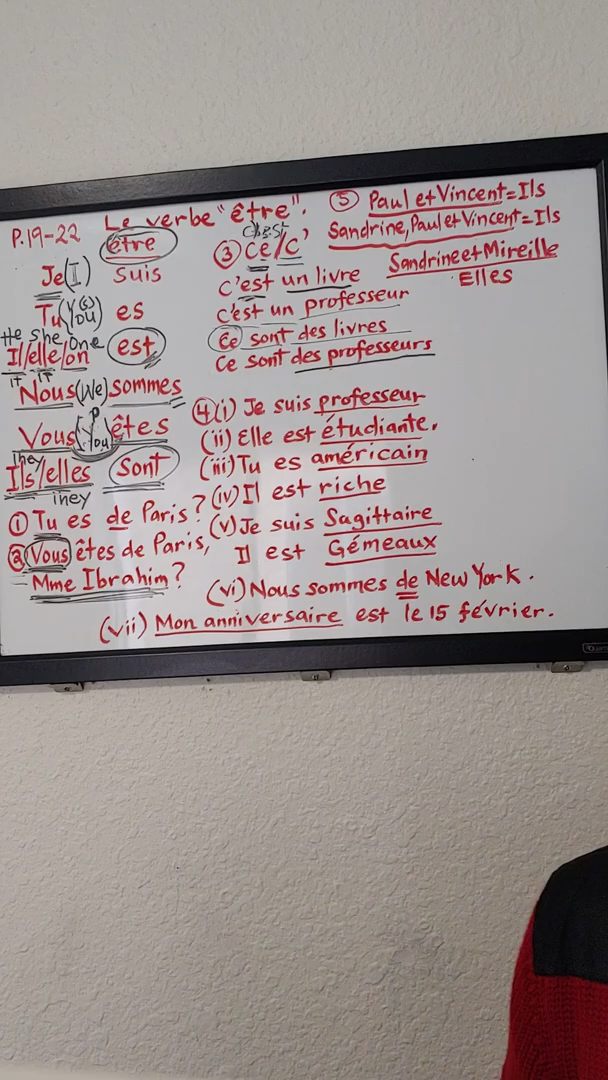 P.19-22 Le verbe "être".
être
Je (I) suis
Tu (You (s)) es
He She One
Il/elle/on est
it it
Nous (We) sommes
P
Vous (You) êtes
They
Ils/elles sont
They
① Tu es de Paris?
② Vous êtes de Paris,
Mme Ibrahim?
③ Ce/C'
C'est un livre
C'est un professeur
Ce sont des livres
Ce sont des professeurs
④ (i) Je suis professeur
(ii) Elle est étudiante.
(iii) Tu es américain
(iv) Il est riche
(v) Je suis Sagittaire
Il est Gémeaux
(vi) Nous sommes de New York.
(vii) Mon anniversaire est le 15 février.
⑤ Paul et Vincent = Ils
Sandrine, Paul et Vincent = Ils
Sandrine et Mireille
Elles